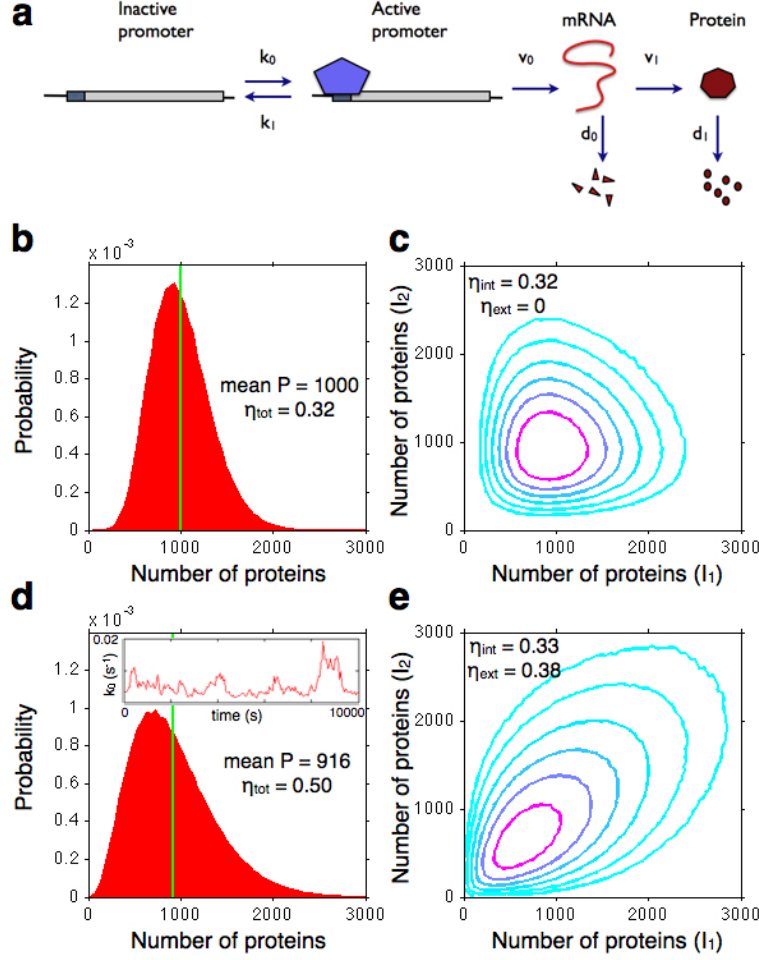 a
Inactive promoter
Active promoter
mRNA
Protein
k₀
k₁
v₀
v₁
d₀
d₁
b
x 10⁻³
1.2
1
0.8
0.6
0.4
0.2
0
Probability
mean P = 1000
ηtot = 0.32
0 1000 2000 3000
Number of proteins
c
3000
2000
1000
0
Number of proteins (I₂)
ηint = 0.32
ηext = 0
0 1000 2000 3000
Number of proteins (I₁)
d
x 10⁻³
1.2
1
0.8
0.6
0.4
0.2
0
Probability
0.02
k₀ (s⁻¹)
0 time (s) 10000
mean P = 916
ηtot = 0.50
0 1000 2000 3000
Number of proteins
e
3000
2000
1000
0
Number of proteins (I₂)
ηint = 0.33
ηext = 0.38
0 1000 2000 3000
Number of proteins (I₁)